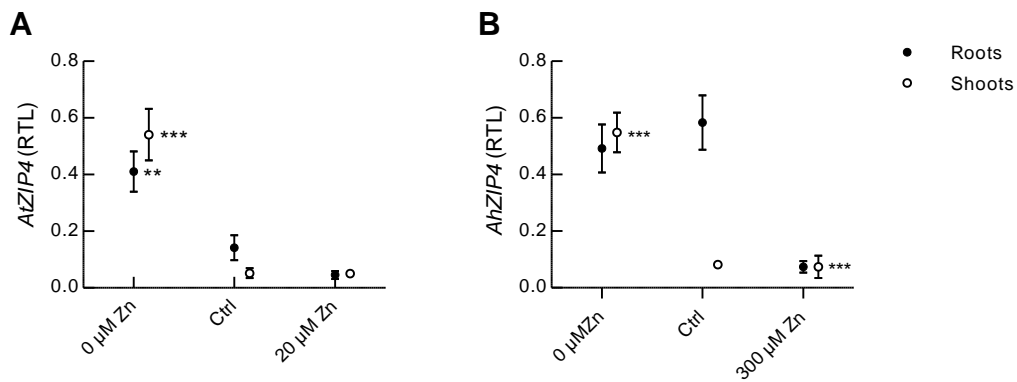 A
AtZIP4 (RTL)
0.8
0.6
0.4
0.2
0.0
***
**
0 µM Zn
Ctrl
20 µM Zn
B
AhZIP4 (RTL)
0.8
0.6
0.4
0.2
0.0
***
***
0 µMZn
Ctrl
300 µM Zn
Roots
Shoots